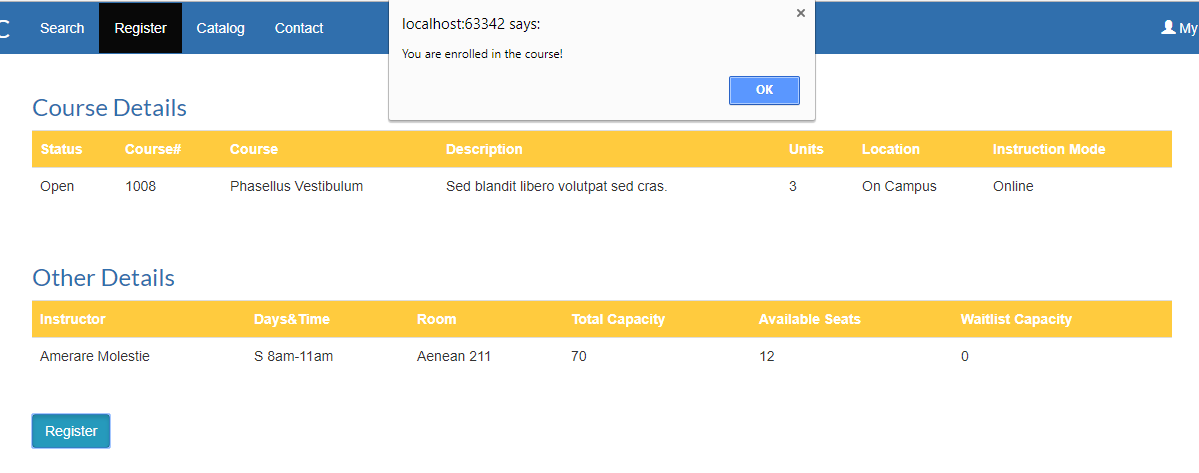 C Search Register Catalog Contact My
localhost:63342 says:
You are enrolled in the course!
OK
Course Details
Status Course# Course Description Units Location Instruction Mode
Open 1008 Phasellus Vestibulum Sed blandit libero volutpat sed cras. 3 On Campus Online
Other Details
Instructor Days&Time Room Total Capacity Available Seats Waitlist Capacity
Amerare Molestie S 8am-11am Aenean 211 70 12 0
Register